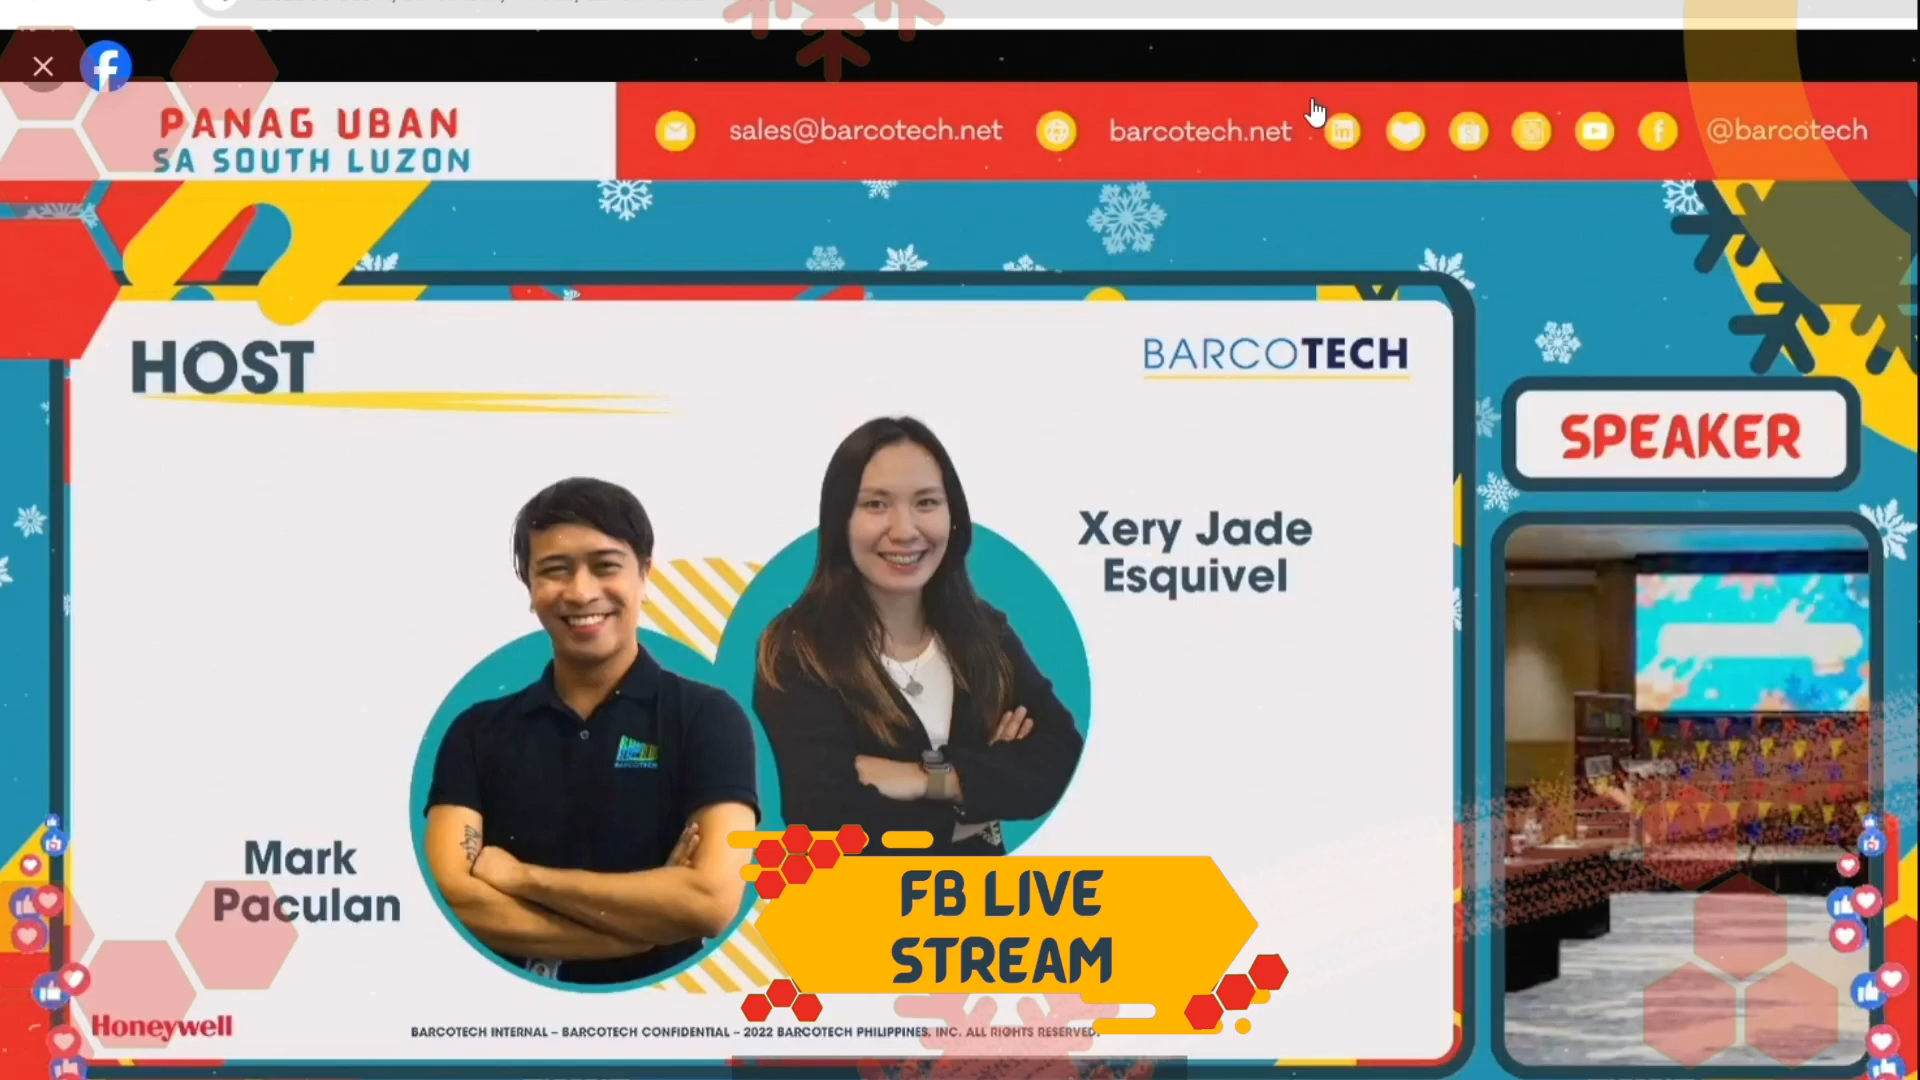 PANAG UBAN
SA SOUTH LUZON
sales@barcotech.net
barcotech.net
@barcotech
HOST
BARCOTECH
SPEAKER
Xery Jade
Esquivel
Mark
Paculan
BARCOTECH
FB LIVE
STREAM
Honeywell
BARCOTECH INTERNAL – BARCOTECH CONFIDENTIAL – 2022 BARCOTECH PHILIPPINES, INC. ALL RIGHTS RESERVED.